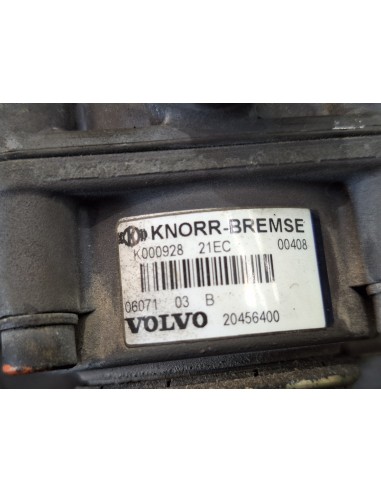 KNORR-BREMSE
K000928 21EC 00408
06071 03 B
VOLVO 20456400